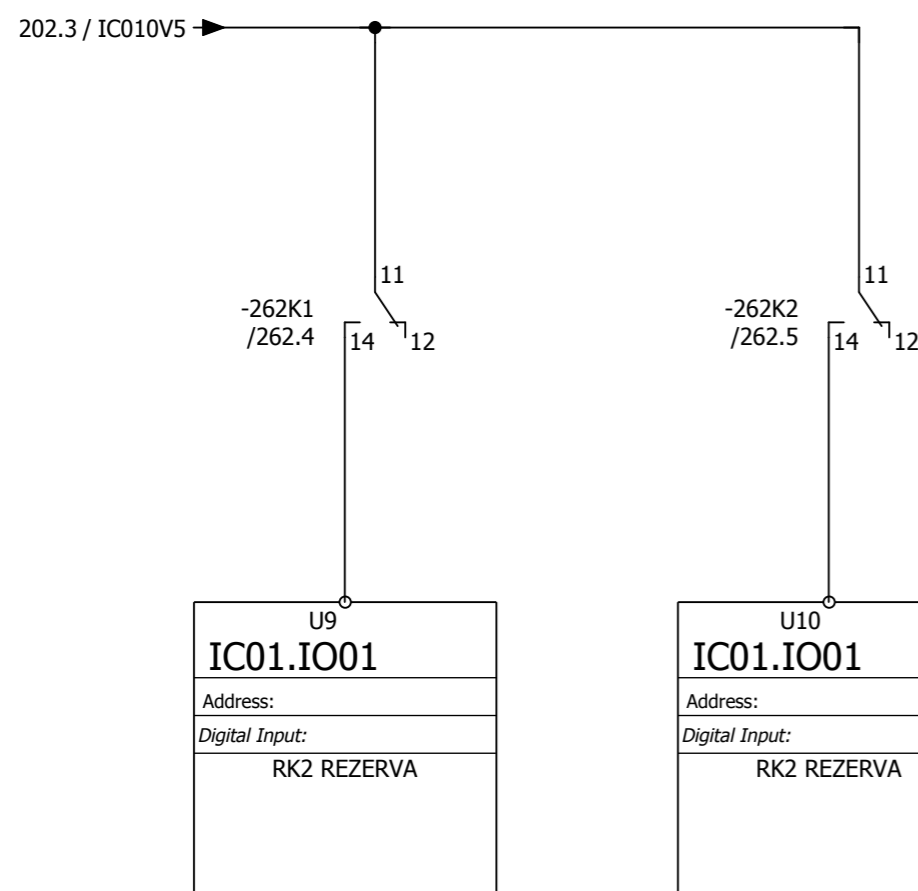 202.3 / IC010V5
11
-262K1
/262.4
14
12
11
-262K2
/262.5
14
12
U9
IC01.IO01
Address:
Digital Input:
RK2 REZERVA
U10
IC01.IO01
Address:
Digital Input:
RK2 REZERVA